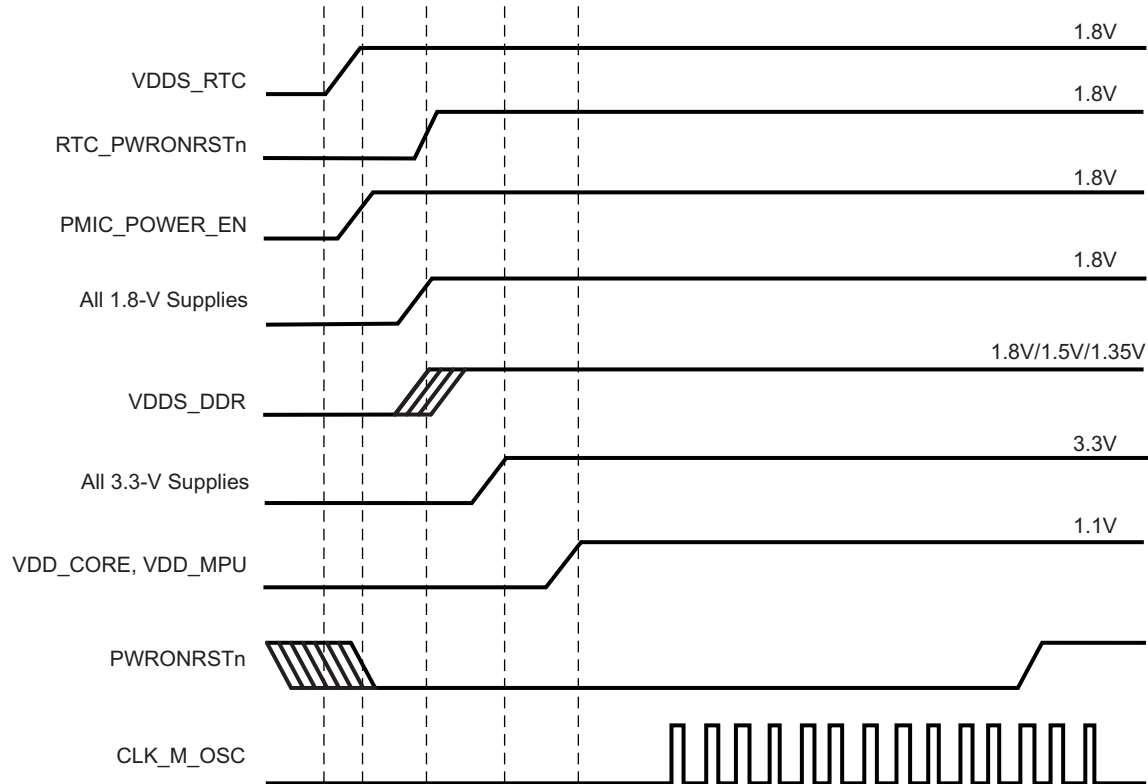 1.8V
VDDS_RTC
1.8V
RTC_PWRONRSTn
1.8V
PMIC_POWER_EN
1.8V
All 1.8-V Supplies
1.8V/1.5V/1.35V
VDDS_DDR
3.3V
All 3.3-V Supplies
1.1V
VDD_CORE, VDD_MPU
PWRONRSTn
CLK_M_OSC